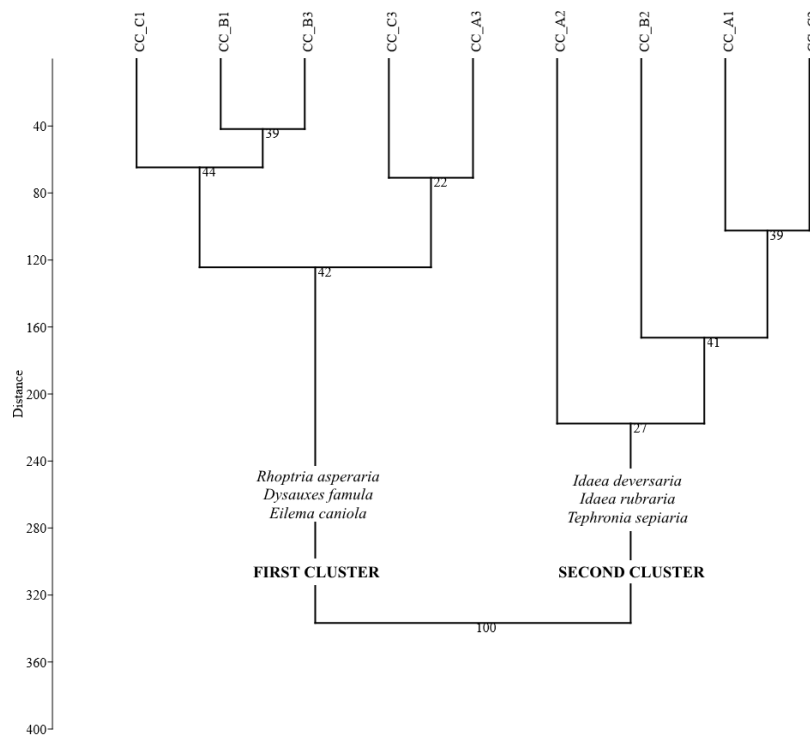 CC_C1
CC_B1
CC_B3
CC_C3
CC_A3
CC_A2
CC_B2
CC_A1
40
39
39
44
22
80
120
42
160
41
200
Distance
27
240
Rhoptria asperaria
Dysauxes famula
Eilema caniola
Idaea deversaria
Idaea rubraria
Tephronia sepiaria
280
FIRST CLUSTER
SECOND CLUSTER
320
100
360
400